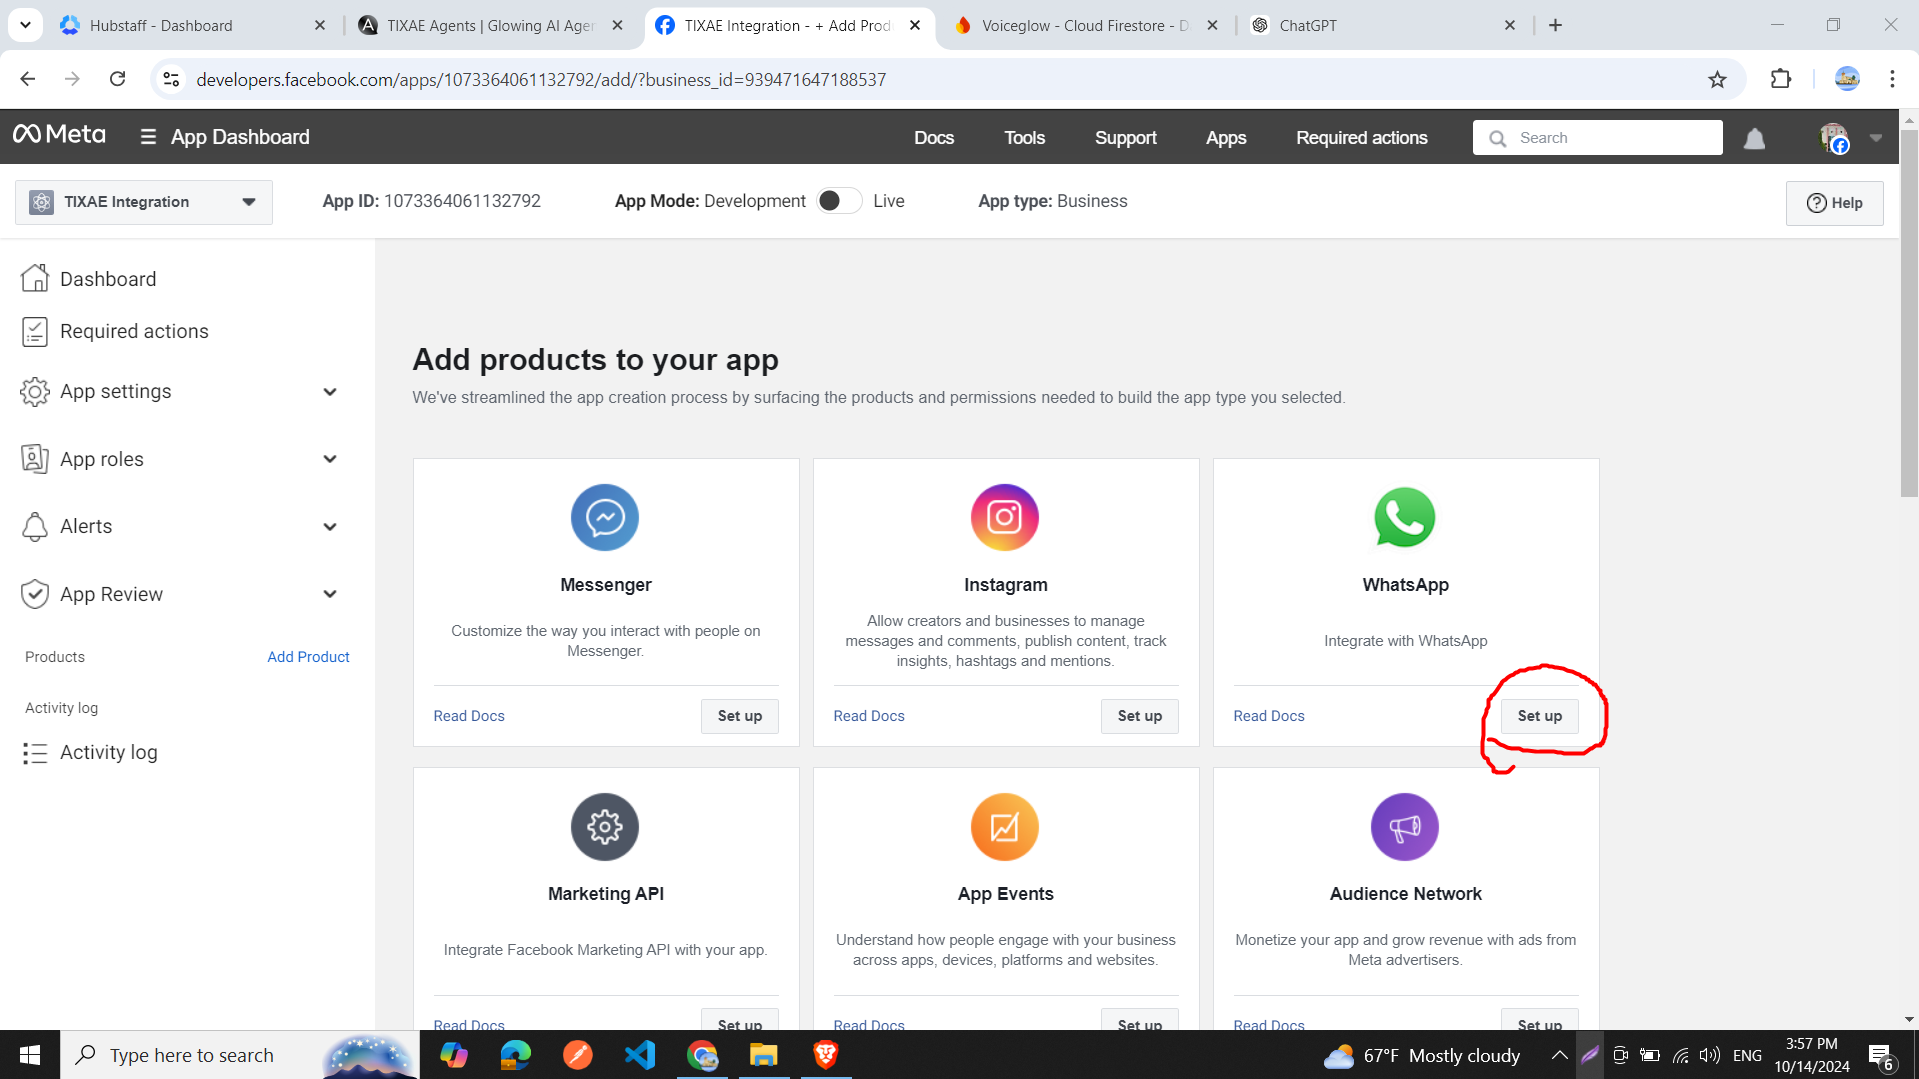 Hubstaff - Dashboard
TIXAE Agents | Glowing AI Agen
TIXAE Integration - + Add Prod
Voiceglow - Cloud Firestore - D
ChatGPT
developers.facebook.com/apps/1073364061132792/add/?business_id=939471647188537
Meta
App Dashboard
Docs
Tools
Support
Apps
Required actions
Search
TIXAE Integration
App ID: 1073364061132792
App Mode: Development
Live
App type: Business
Help
Dashboard
Required actions
App settings
App roles
Alerts
App Review
Products
Add Product
Activity log
Activity log
Add products to your app
We've streamlined the app creation process by surfacing the products and permissions needed to build the app type you selected.
Messenger
Customize the way you interact with people on
Messenger.
Read Docs
Set up
Instagram
Allow creators and businesses to manage
messages and comments, publish content, track
insights, hashtags and mentions.
Read Docs
Set up
WhatsApp
Integrate with WhatsApp
Read Docs
Set up
Marketing API
Integrate Facebook Marketing API with your app.
Read Docs
Set up
App Events
Understand how people engage with your business
across apps, devices, platforms and websites.
Read Docs
Set up
Audience Network
Monetize your app and grow revenue with ads from
Meta advertisers.
Read Docs
Set up
Type here to search
67°F Mostly cloudy
ENG
3:57 PM
10/14/2024
6